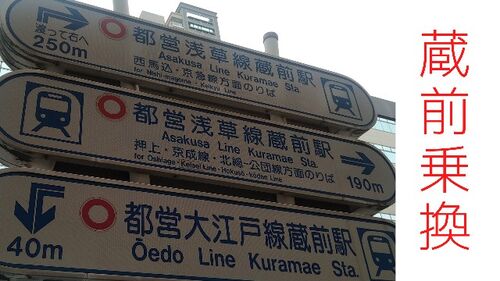 渡って右へ
250m
都営浅草線蔵前駅
Asakusa Line Kuramae Sta.
西馬込・京急線方面のりば
for Nishi-magome・Keikyu Line
都営浅草線蔵前駅
Asakusa Line Kuramae Sta.
押上・京成線・北総・公団線方面のりば
for Oshiage・Keisei Line・Hokusō・Kōdan Line
190m
都営大江戸線蔵前駅
Ōedo Line Kuramae Sta.
40m
蔵前乗換